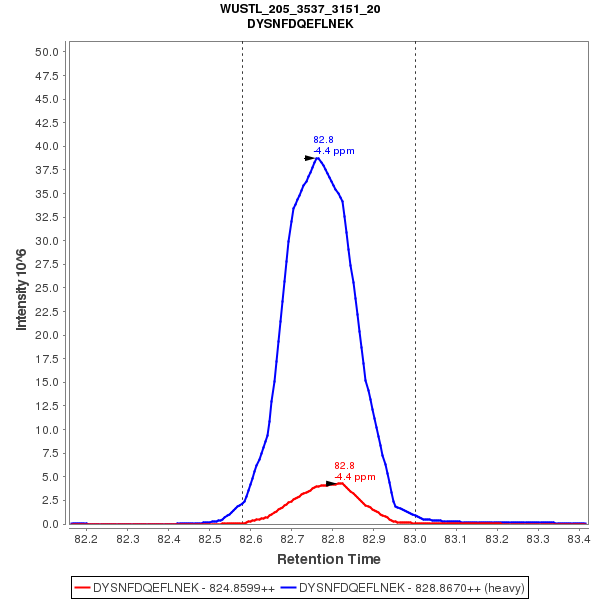 WUSTL_205_3537_3151_20
DYSNFDQEFLNEK
50.0
47.5
45.0
42.5
40.0
37.5
35.0
32.5
30.0
27.5
25.0
22.5
20.0
17.5
15.0
12.5
10.0
7.5
5.0
2.5
0.0
Intensity 10^6
82.8
-4.4 ppm
82.8
-4.4 ppm
82.2 82.3 82.4 82.5 82.6 82.7 82.8 82.9 83.0 83.1 83.2 83.3 83.4
Retention Time
DYSNFDQEFLNEK - 824.8599++ DYSNFDQEFLNEK - 828.8670++ (heavy)